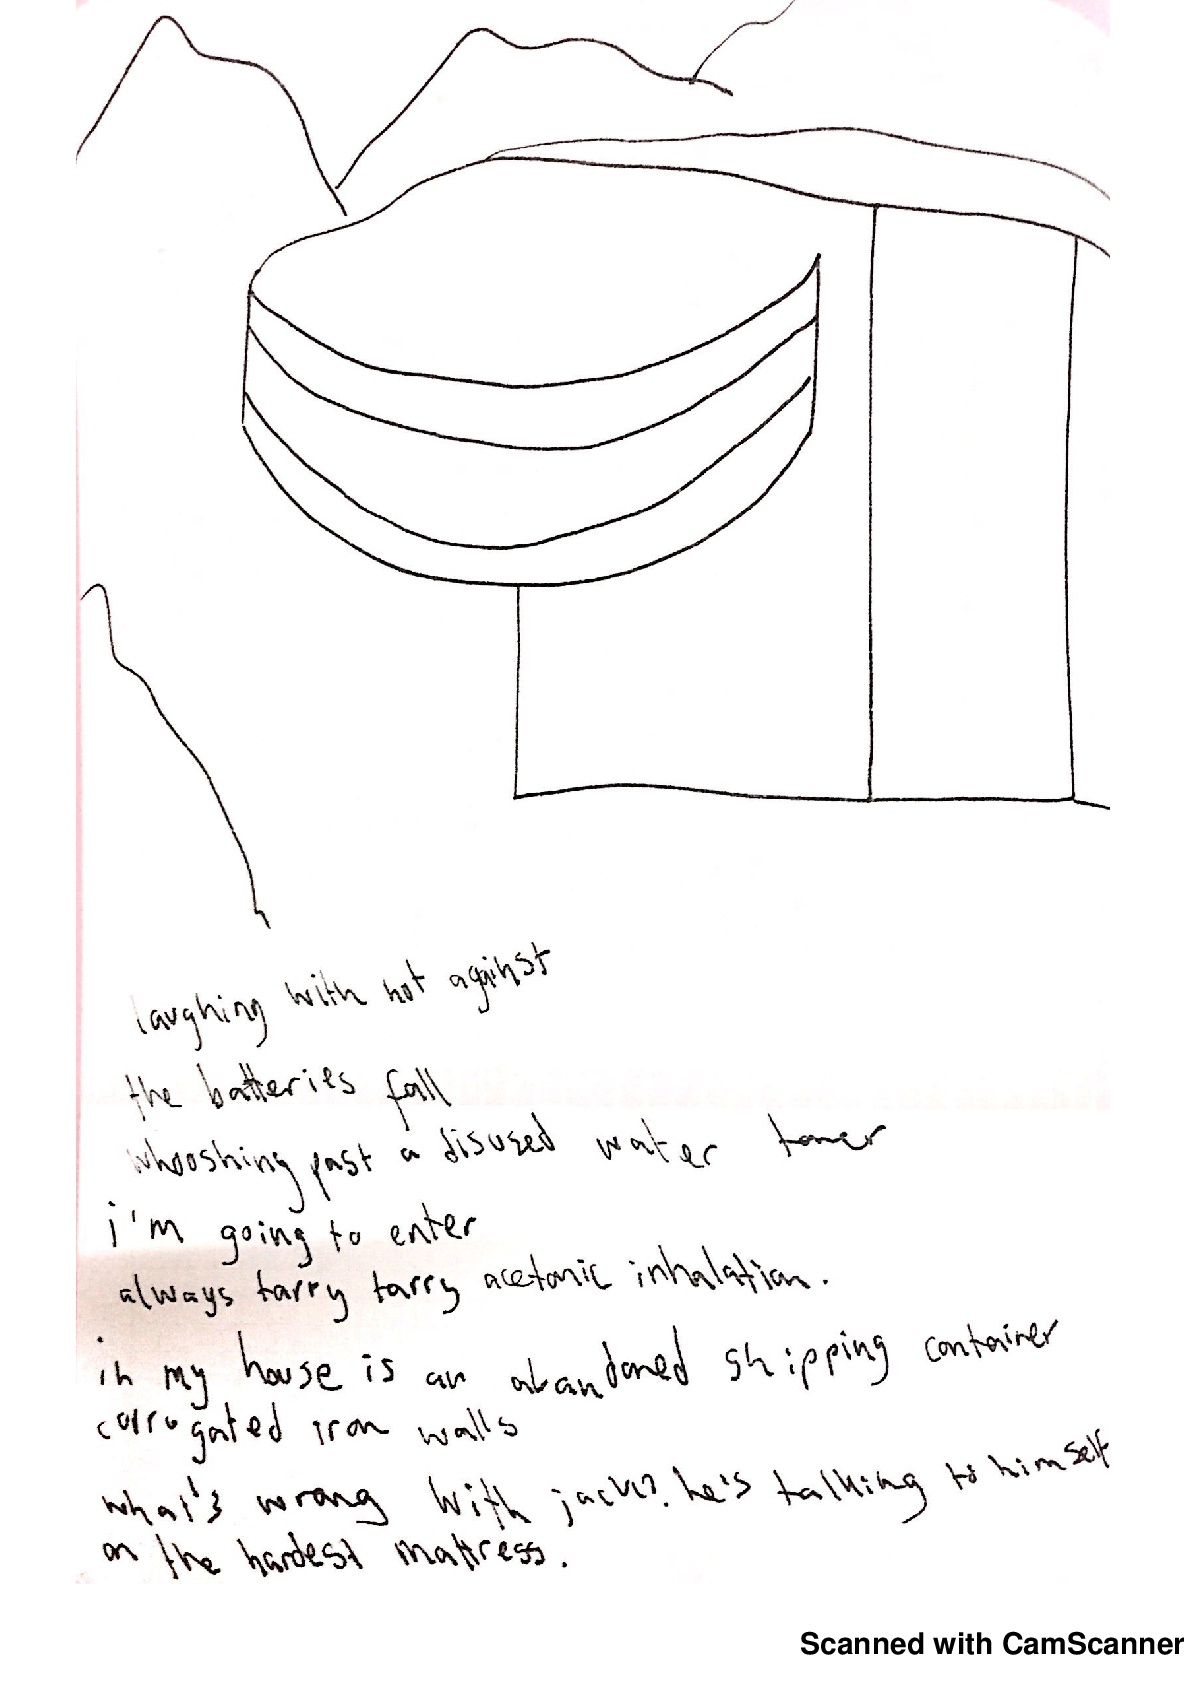 laughing with not against
the batteries fall
whooshing past a disused water tower
i'm going to enter
always tarry tarry acetonic inhalation.
in my house is an abandoned shipping container
corrugated iron walls
what's wrong with jack? he's talking to himself
on the hardest mattress.
Scanned with CamScanner